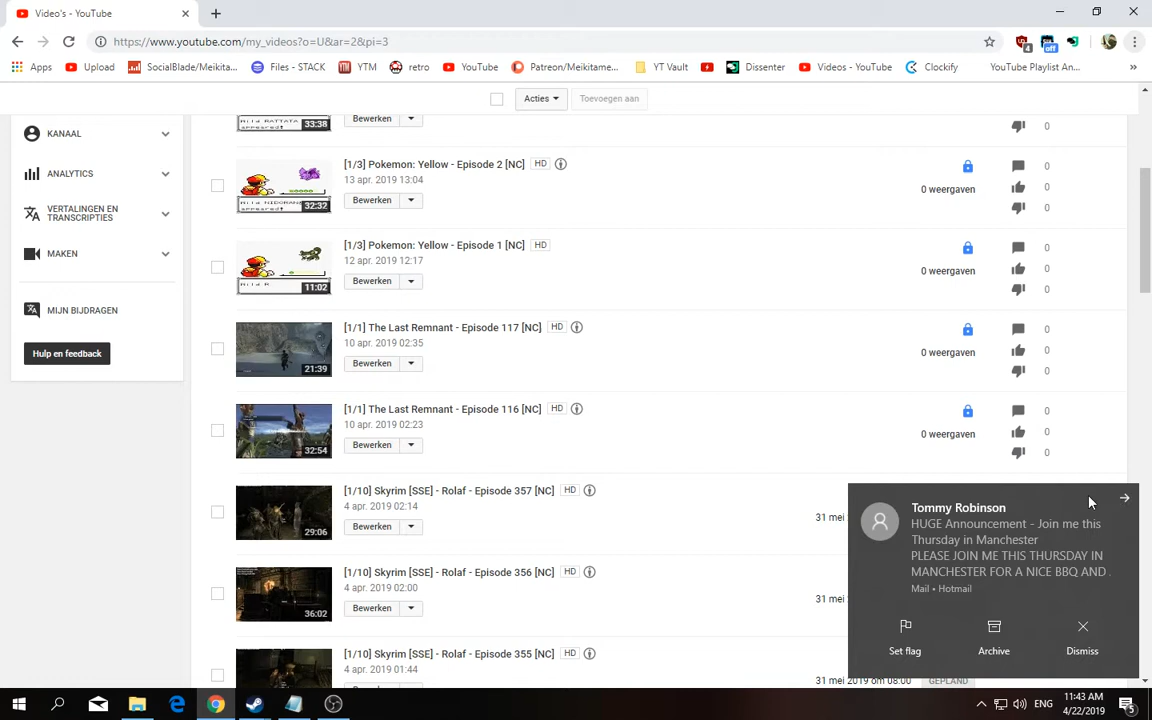 Video's - YouTube
https://www.youtube.com/my_videos?o=U&ar=2&pi=3
4
off
Apps Upload SocialBlade/Meikita... Files - STACK YTM retro YouTube Patreon/Meikitame... YT Vault Dissenter Videos - YouTube Clockify YouTube Playlist An... »
Acties Toevoegen aan
KANAAL
ANALYTICS
VERTALINGEN EN
TRANSCRIPTIES
MAKEN
MIJN BIJDRAGEN
Hulp en feedback
appeared!
33:38
Bewerken
0
[1/3] Pokemon: Yellow - Episode 2 [NC] HD
13 apr. 2019 13:04
Bewerken
appeared!
32:32
0 weergaven
0
0
0
[1/3] Pokemon: Yellow - Episode 1 [NC] HD
12 apr. 2019 12:17
Bewerken
11:02
0 weergaven
0
0
0
[1/1] The Last Remnant - Episode 117 [NC] HD
10 apr. 2019 02:35
Bewerken
21:39
0 weergaven
0
0
0
[1/1] The Last Remnant - Episode 116 [NC] HD
10 apr. 2019 02:23
Bewerken
32:54
0 weergaven
0
0
0
[1/10] Skyrim [SSE] - Rolaf - Episode 357 [NC] HD
4 apr. 2019 02:14
Bewerken
29:06
31 mei
[1/10] Skyrim [SSE] - Rolaf - Episode 356 [NC] HD
4 apr. 2019 02:00
Bewerken
36:02
31 mei
[1/10] Skyrim [SSE] - Rolaf - Episode 355 [NC] HD
4 apr. 2019 01:44
31 mei 2019 om 08:00 GEPLAND
Tommy Robinson
HUGE Announcement - Join me this
Thursday in Manchester
PLEASE JOIN ME THIS THURSDAY IN
MANCHESTER FOR A NICE BBQ AND
Mail • Hotmail
Set flag Archive Dismiss
ENG
11:43 AM
4/22/2019
5